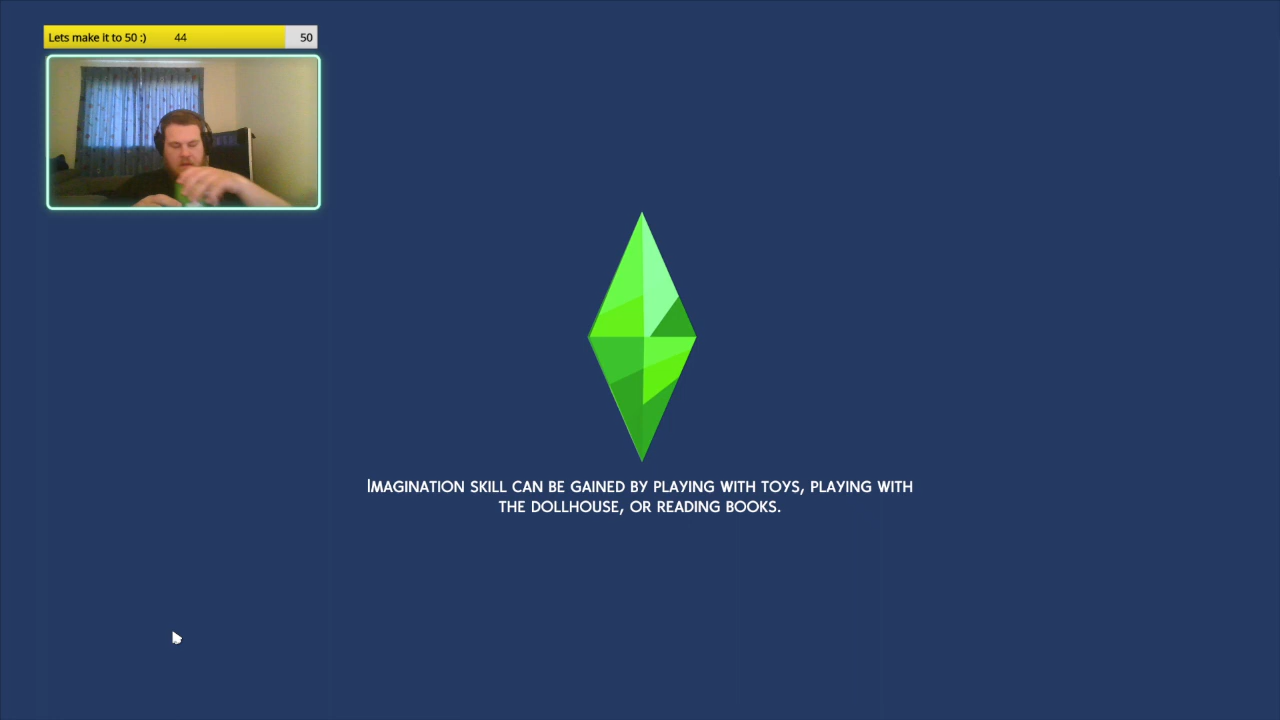 Lets make it to 50 :) 44 50
IMAGINATION SKILL CAN BE GAINED BY PLAYING WITH TOYS, PLAYING WITH
THE DOLLHOUSE, OR READING BOOKS.